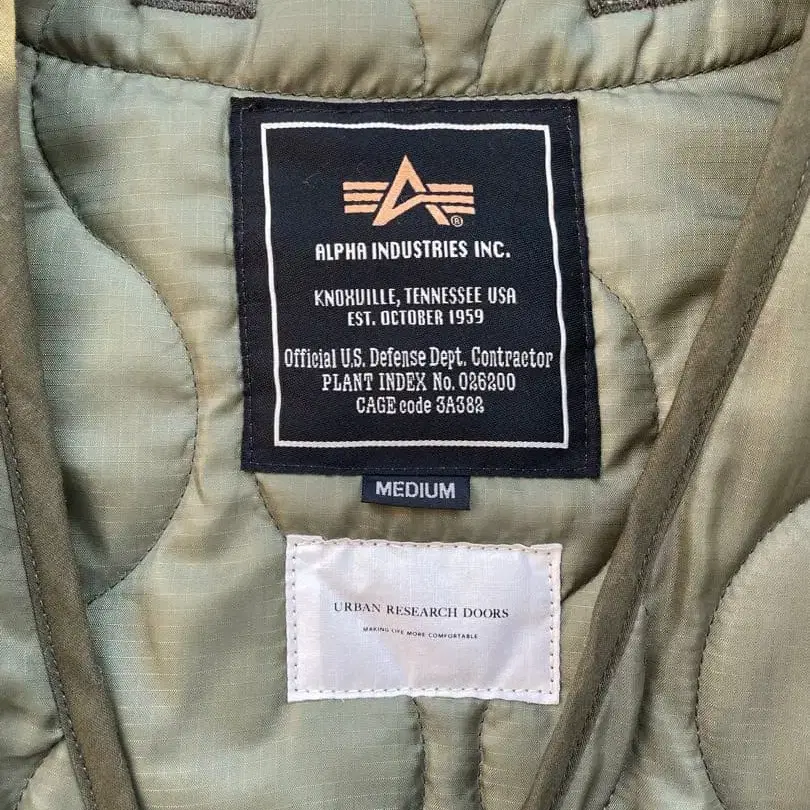 ®
ALPHA INDUSTRIES INC.
KNOXVILLE, TENNESSEE USA
EST. OCTOBER 1959
Official U.S. Defense Dept. Contractor
PLANT INDEX No. 026200
CAGE code 3A382
MEDIUM
URBAN RESEARCH DOORS
MAKING LIFE MORE COMFORTABLE